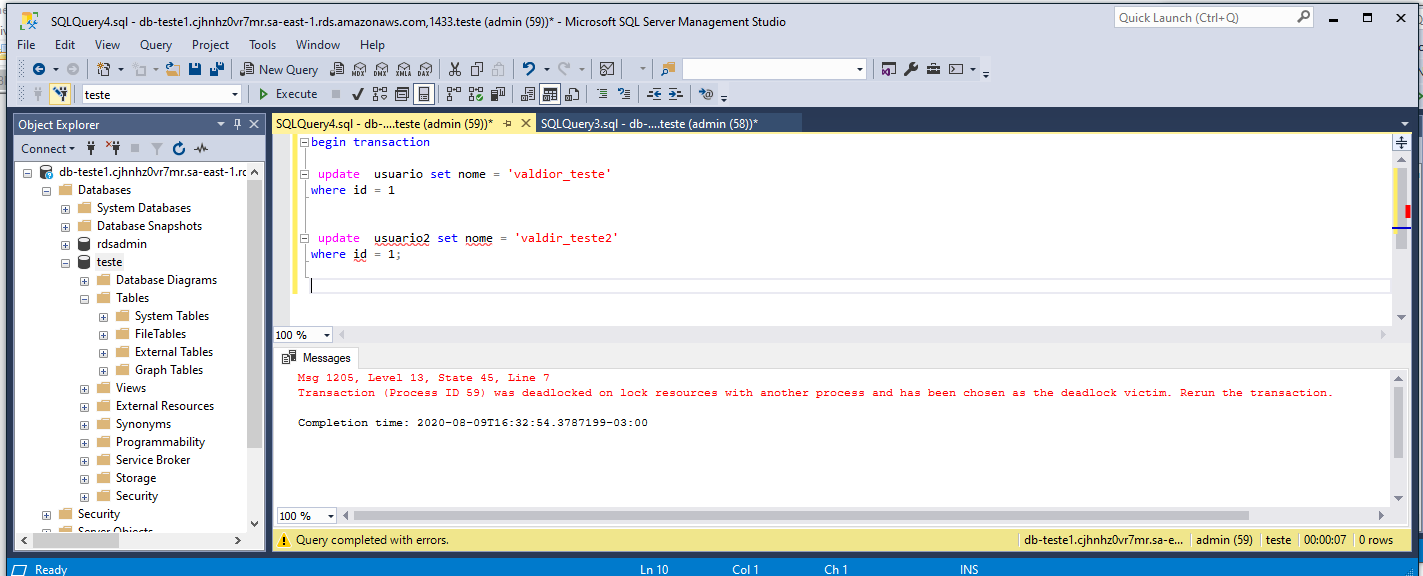 SQLQuery4.sql - db-teste1.cjhnhz0vr7mr.sa-east-1.rds.amazonaws.com,1433.teste (admin (59))* - Microsoft SQL Server Management Studio
Quick Launch (Ctrl+Q)
File Edit View Query Project Tools Window Help
New Query MDX DMX XMLA DAX
teste Execute
Object Explorer
SQLQuery4.sql - db-....teste (admin (59))* SQLQuery3.sql - db-....teste (admin (58))*
Connect
db-teste1.cjhnhz0vr7mr.sa-east-1.rc
Databases
System Databases
Database Snapshots
rdsadmin
teste
Database Diagrams
Tables
System Tables
FileTables
External Tables
Graph Tables
Views
External Resources
Synonyms
Programmability
Service Broker
Storage
Security
Security
Server Objects
begin transaction
update usuario set nome = 'valdior_teste'
where id = 1
update usuario2 set nome = 'valdir_teste2'
where id = 1;
100 %
Messages
Msg 1205, Level 13, State 45, Line 7
Transaction (Process ID 59) was deadlocked on lock resources with another process and has been chosen as the deadlock victim. Rerun the transaction.
Completion time: 2020-08-09T16:32:54.3787199-03:00
100 %
Query completed with errors. db-teste1.cjhnhz0vr7mr.sa-e... admin (59) teste 00:00:07 0 rows
Ready Ln 10 Col 1 Ch 1 INS